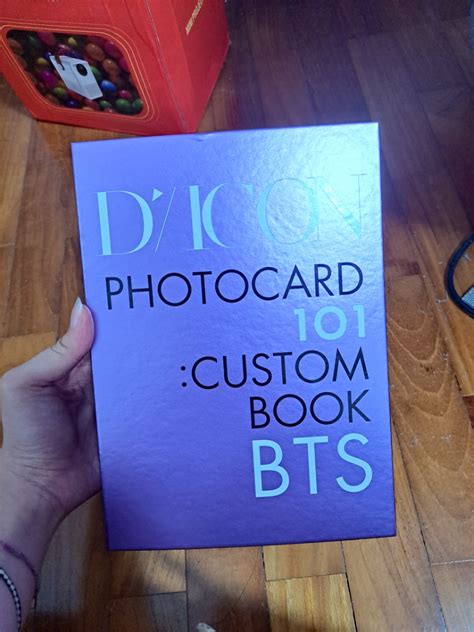 D'/ICON
PHOTOCARD
101
:CUSTOM
BOOK
BTS